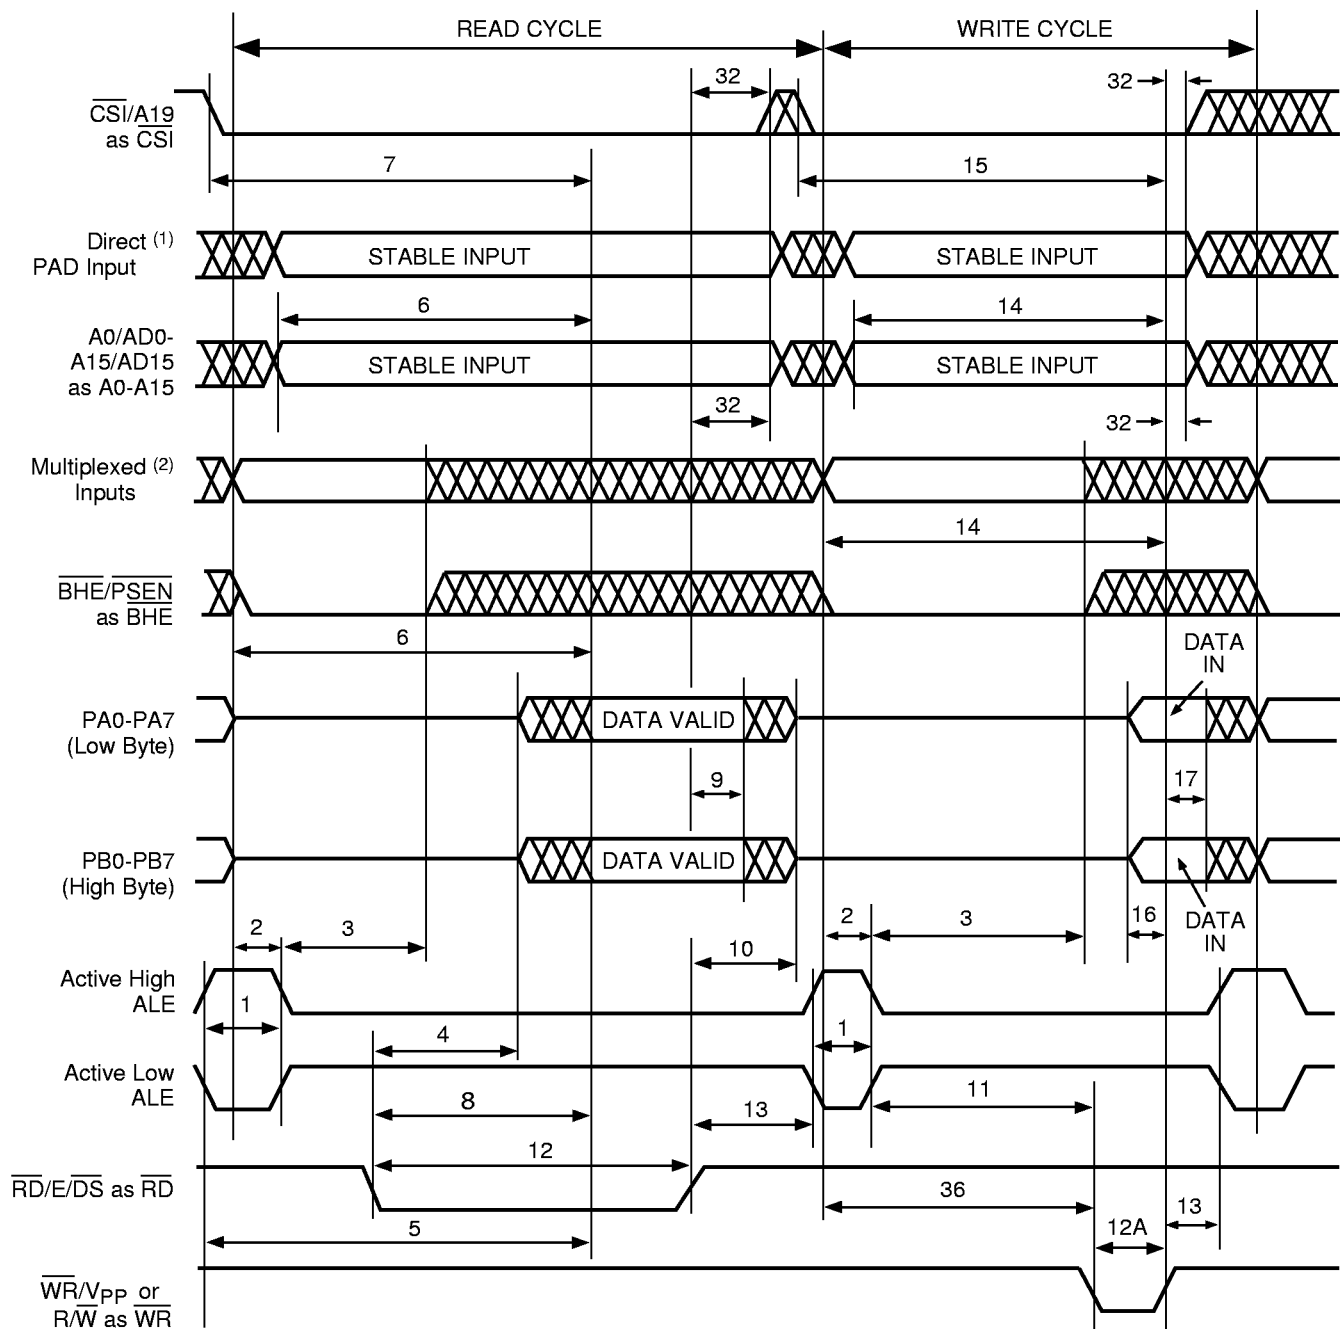 READ CYCLE WRITE CYCLE
32 32
CSI/A19
as CSI
7 15
Direct (1)
PAD Input
STABLE INPUT STABLE INPUT
6 14
A0/AD0-
A15/AD15
as A0-A15
STABLE INPUT STABLE INPUT
32 32
Multiplexed (2)
Inputs
14
BHE/PSEN
as BHE
6
DATA
IN
PA0-PA7
(Low Byte)
DATA VALID
9 17
PB0-PB7
(High Byte)
DATA VALID
DATA
IN
2 3 2 3 16
10
Active High
ALE
1 1
4
Active Low
ALE
8 13 11
12
RD/E/DS as RD
36 13
5 12A
WR/VPP or
R/W as WR